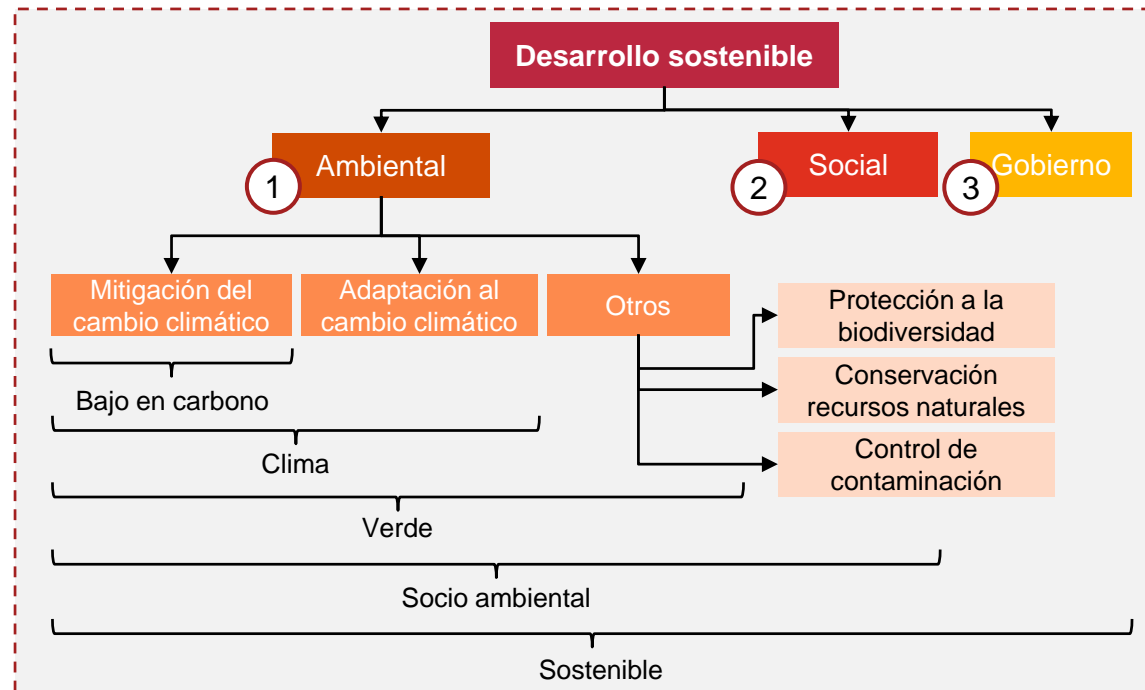 Desarrollo sostenible
Ambiental
1
Social
2
Gobierno
3
Mitigación del
cambio climático
Adaptación al
cambio climático
Otros
Protección a la
biodiversidad
Conservación
recursos naturales
Control de
contaminación
Bajo en carbono
Clima
Verde
Socio ambiental
Sostenible